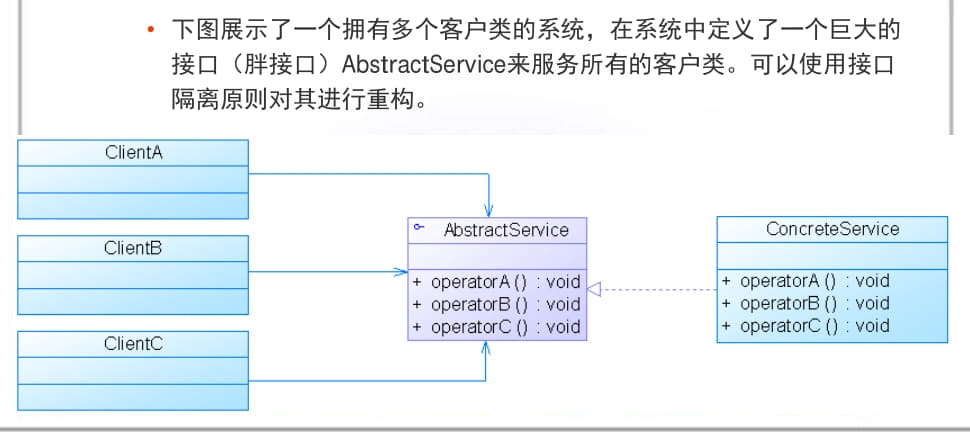 • 下图展示了一个拥有多个客户类的系统，在系统中定义了一个巨大的
接口（胖接口）AbstractService来服务所有的客户类。可以使用接口
隔离原则对其进行重构。
ClientA
ClientB
ClientC
AbstractService
+ operatorA () : void
+ operatorB () : void
+ operatorC () : void
ConcreteService
+ operatorA () : void
+ operatorB () : void
+ operatorC () : void